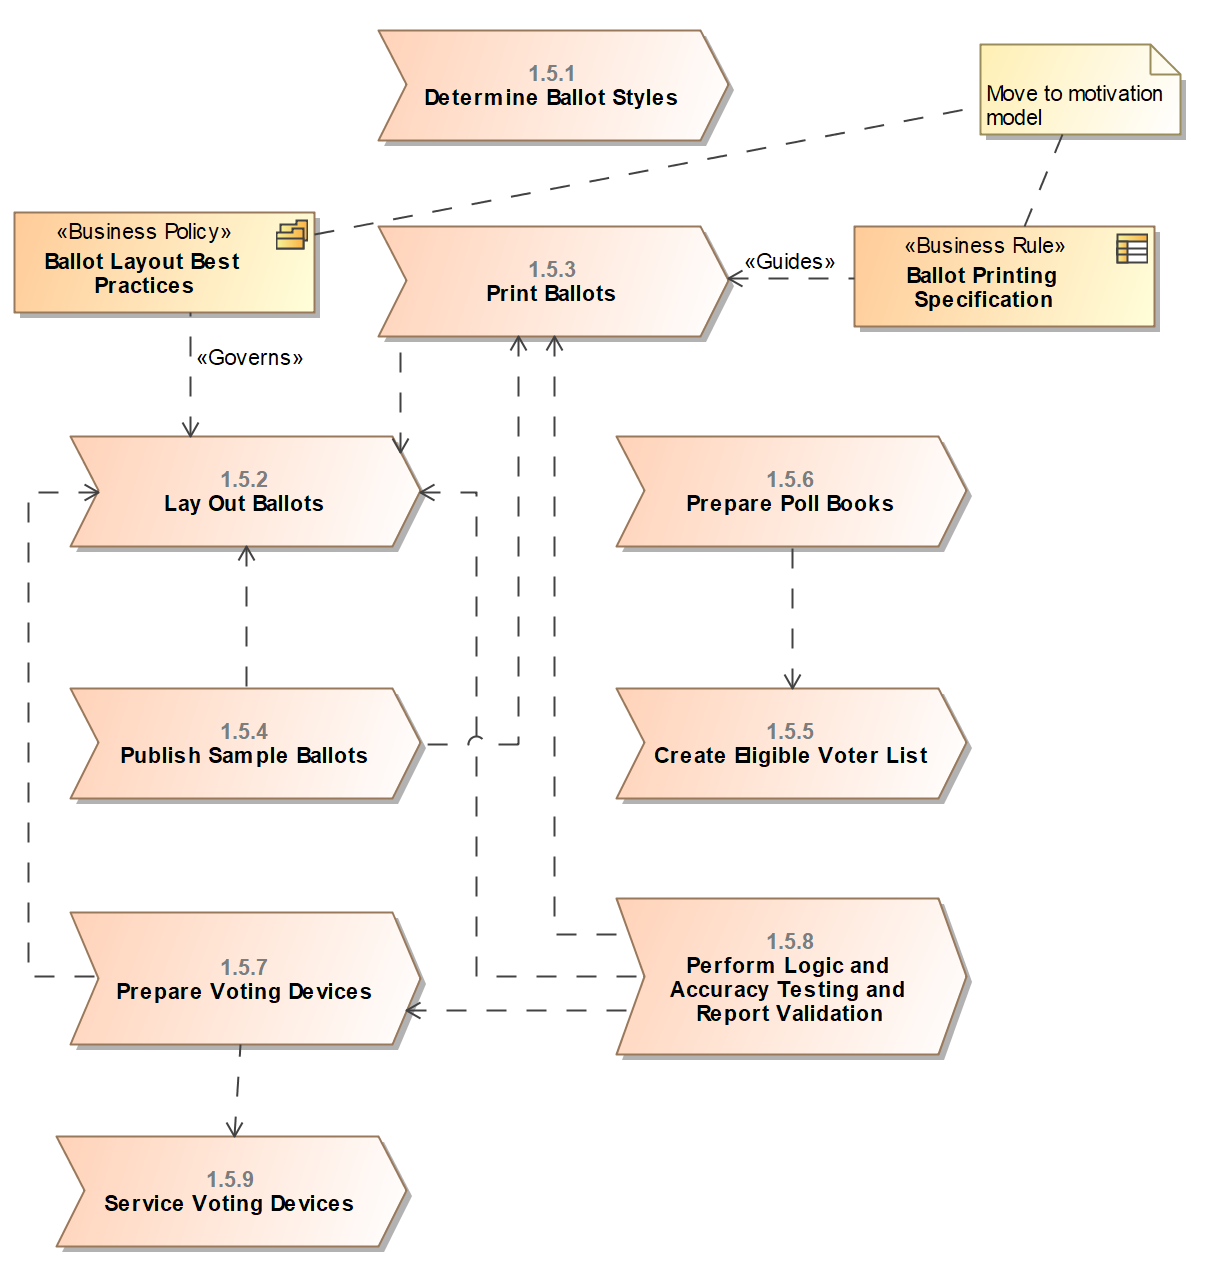 1.5.1
Determine Ballot Styles
Move to motivation
model
«Business Policy»
Ballot Layout Best
Practices
1.5.3
Print Ballots
«Guides»
«Business Rule»
Ballot Printing
Specification
«Governs»
1.5.2
Lay Out Ballots
1.5.6
Prepare Poll Books
1.5.4
Publish Sample Ballots
1.5.5
Create Eligible Voter List
1.5.7
Prepare Voting Devices
1.5.8
Perform Logic and
Accuracy Testing and
Report Validation
1.5.9
Service Voting Devices